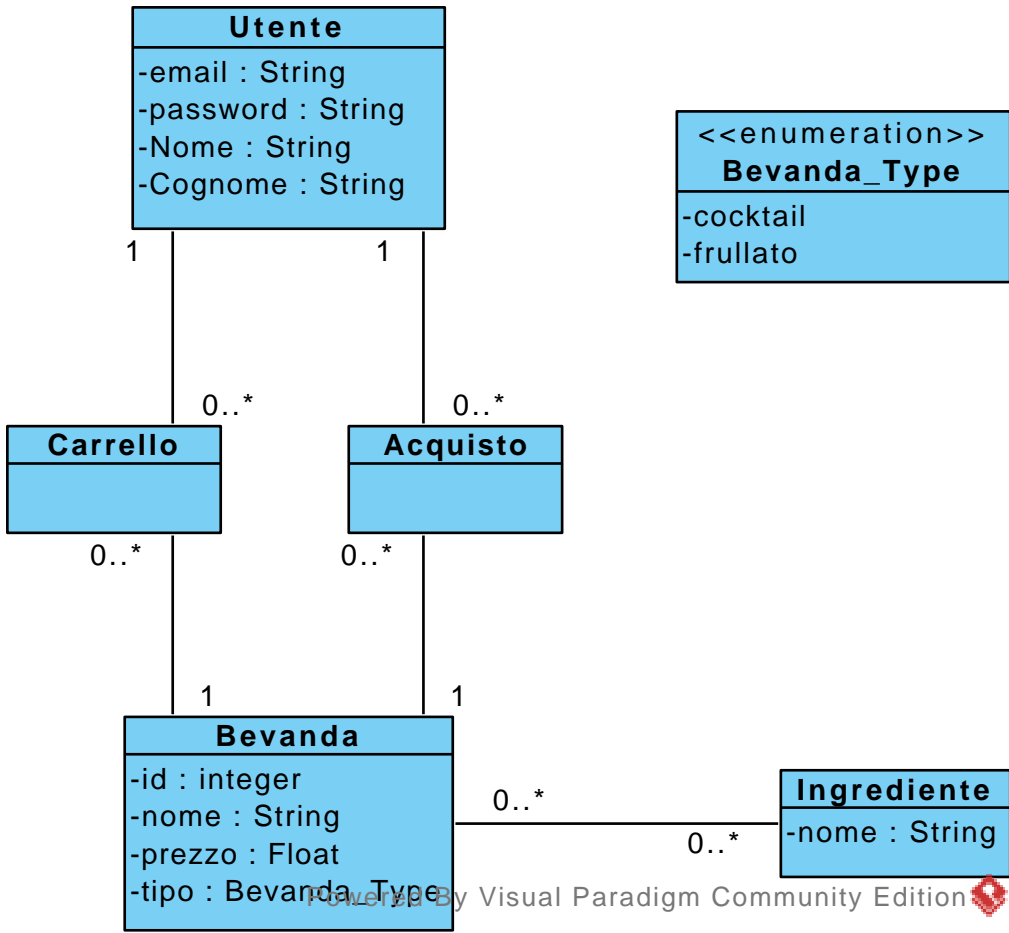 Utente
-email : String
-password : String
-Nome : String
-Cognome : String
<<enumeration>>
Bevanda_Type
-cocktail
-frullato
1
1
0..*
0..*
Carrello
Acquisto
0..*
0..*
1
1
Bevanda
-id : integer
-nome : String
-prezzo : Float
-tipo : Bevanda_Type
0..*
0..*
Ingrediente
-nome : String
Powered By Visual Paradigm Community Edition